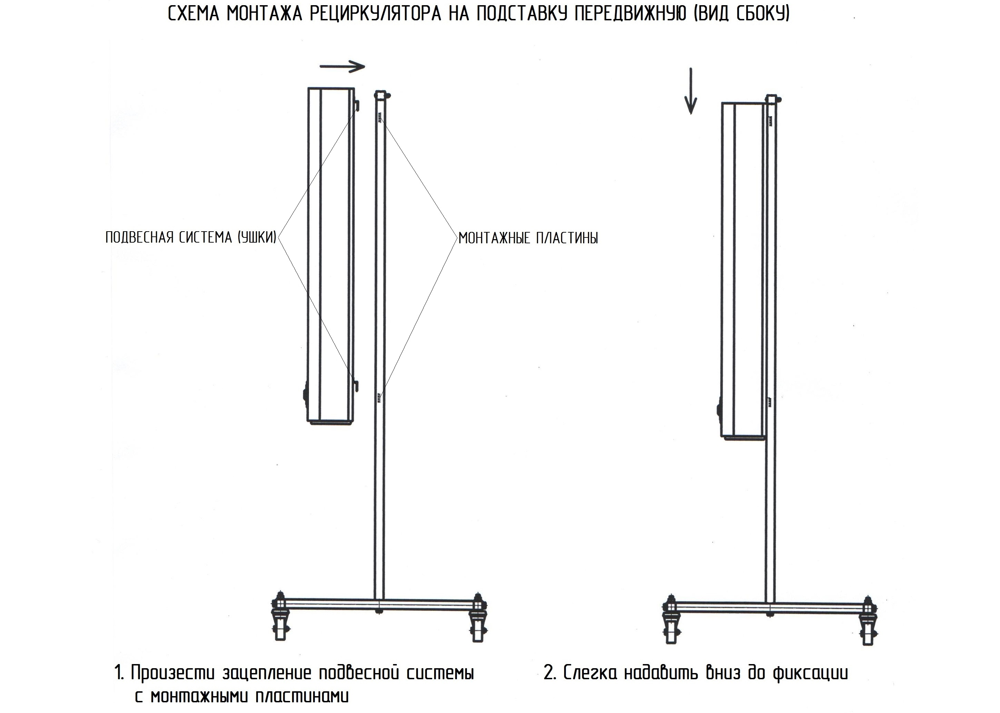 СХЕМА МОНТАЖА РЕЦИРКУЛЯТОРА НА ПОДСТАВКУ ПЕРЕДВИЖНУЮ (ВИД СБОКУ)
ПОДВЕСНАЯ СИСТЕМА (УШКИ)
МОНТАЖНЫЕ ПЛАСТИНЫ
1. Произести зацепление подвесной системы
с монтажными пластинами
2. Слегка надавить вниз до фиксации